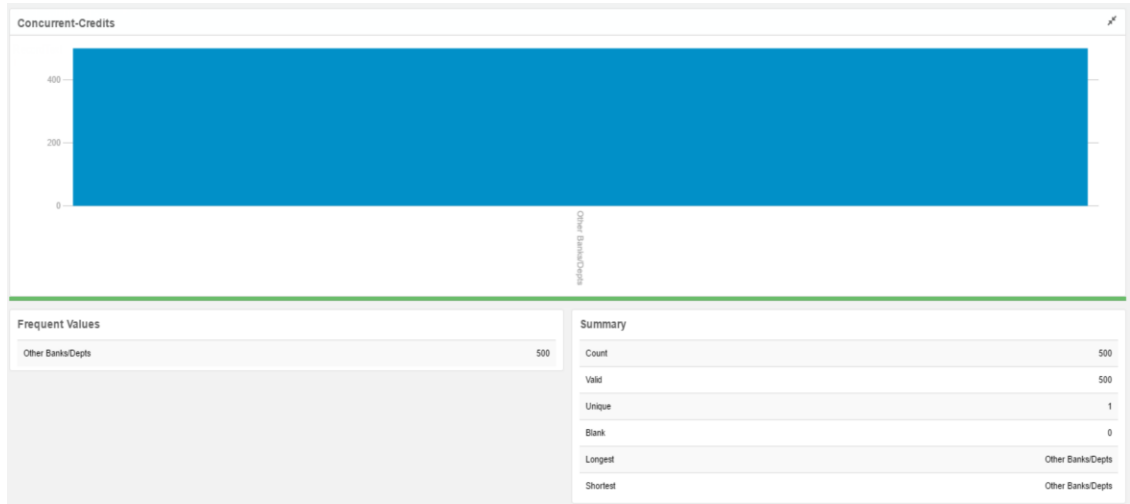 Concurrent-Credits
400
200
0
Other Banks/Depts
Frequent Values
Other Banks/Depts 500
Summary
Count 500
Valid 500
Unique 1
Blank 0
Longest Other Banks/Depts
Shortest Other Banks/Depts